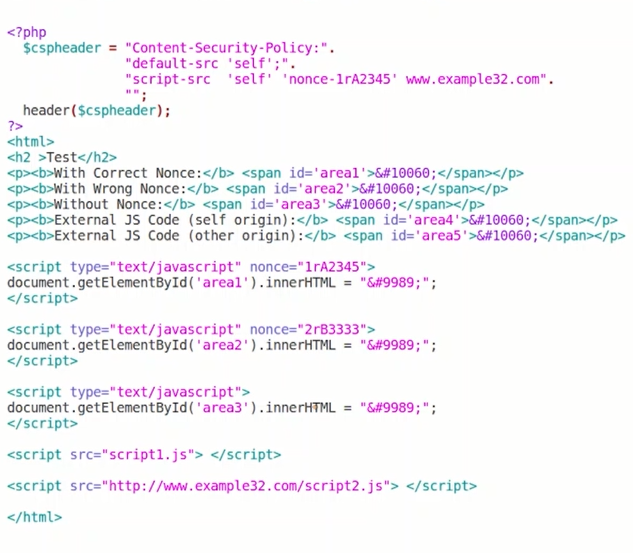 <?php
  $cspheader = "Content-Security-Policy:".
               "default-src 'self';".
               "script-src  'self' 'nonce-1rA2345' www.example32.com".
               "";
  header($cspheader);
?>
<html>
<h2 >Test</h2>
<p><b>With Correct Nonce:</b> <span id='area1'>&#10060;</span></p>
<p><b>With Wrong Nonce:</b> <span id='area2'>&#10060;</span></p>
<p><b>Without Nonce:</b> <span id='area3'>&#10060;</span></p>
<p><b>External JS Code (self origin):</b> <span id='area4'>&#10060;</span></p>
<p><b>External JS Code (other origin):</b> <span id='area5'>&#10060;</span></p>

<script type="text/javascript" nonce="1rA2345">
document.getElementById('area1').innerHTML = "&#9989;";
</script>

<script type="text/javascript" nonce="2rB3333">
document.getElementById('area2').innerHTML = "&#9989;";
</script>

<script type="text/javascript">
document.getElementById('area3').innerHTML = "&#9989;";
</script>

<script src="script1.js"> </script>

<script src="http://www.example32.com/script2.js"> </script>

</html>